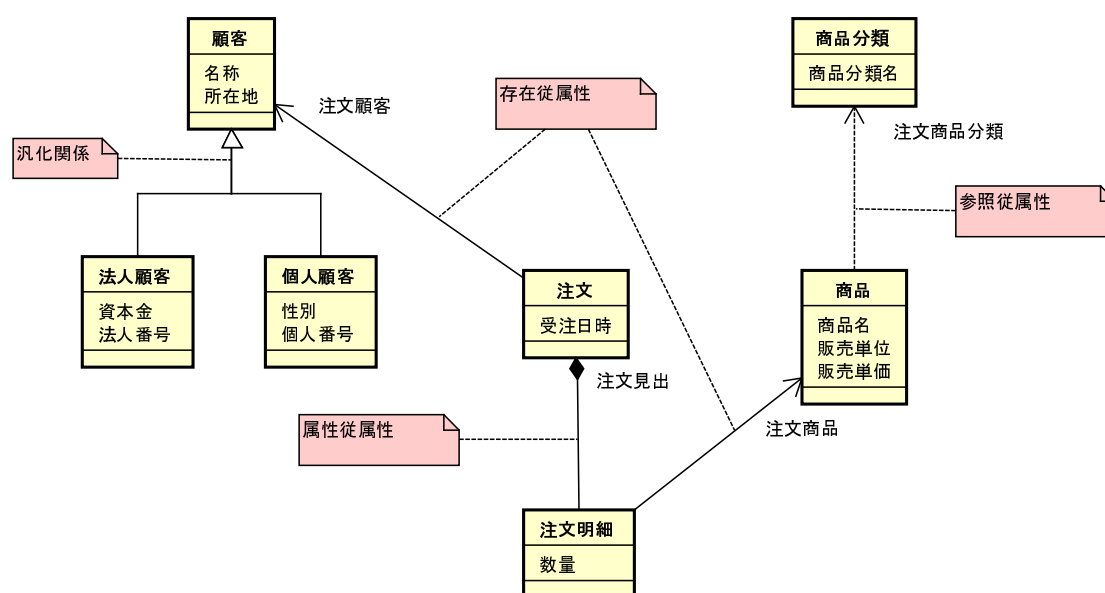 顧客
名称
所在地
商品分類
商品分類名
存在従属性
注文顧客
注文商品分類
汎化関係
参照従属性
法人顧客
資本金
法人番号
個人顧客
性別
個人番号
注文
受注日時
商品
商品名
販売単位
販売単価
注文見出
属性従属性
注文商品
注文明細
数量